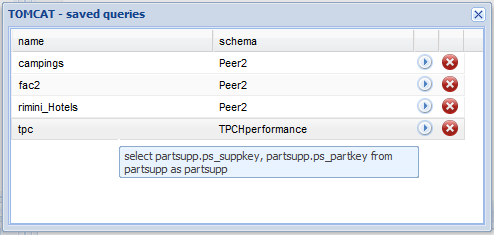 TOMCAT - saved queries
name schema
campings Peer2
fac2 Peer2
rimini_Hotels Peer2
tpc TPCHperformance
select partsupp.ps_suppkey, partsupp.ps_partkey from
partsupp as partsupp